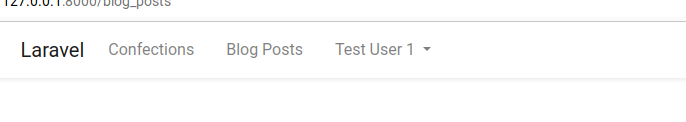 127.0.0.1:8000/blog_posts
Laravel Confections Blog Posts Test User 1